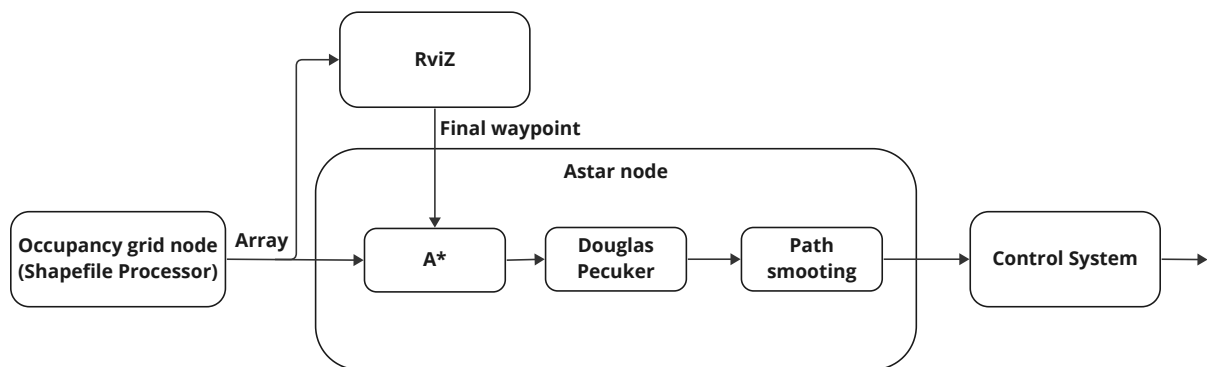 RviZ
Final waypoint
Astar node
Occupancy grid node
(Shapefile Processor)
Array
A*
Douglas
Pecuker
Path
smooting
Control System